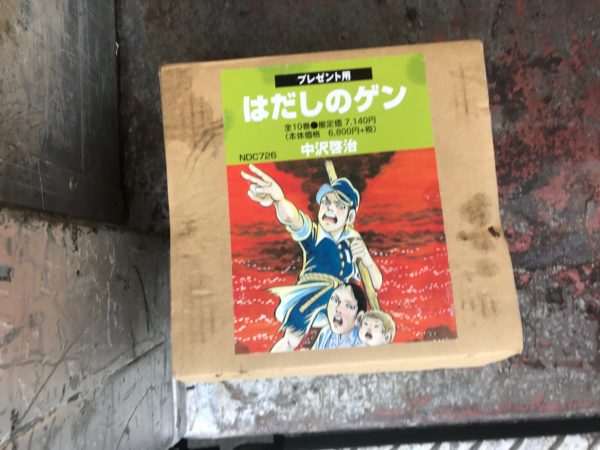 プレゼント用
はだしのゲン
全10巻●揃定価 7,140円
(本体価格 6,800円+税)
中沢啓治
NDC726